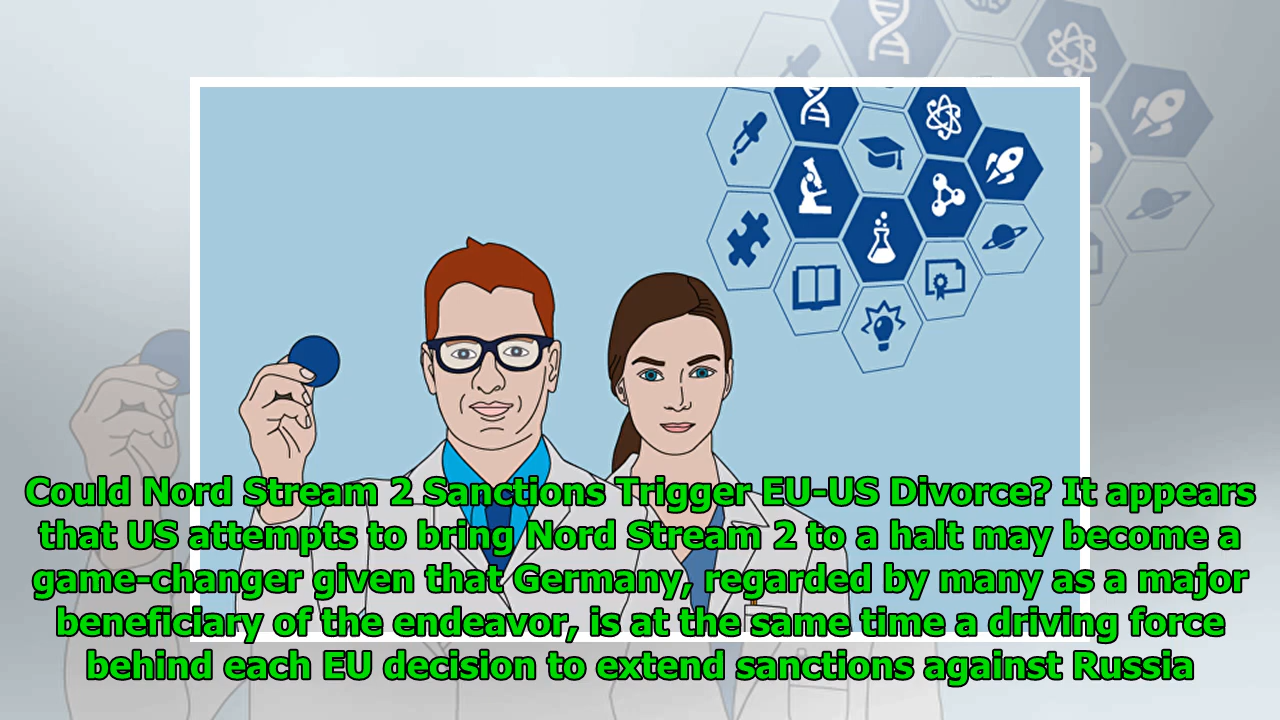 Could Nord Stream 2 Sanctions Trigger EU-US Divorce? It appears
that US attempts to bring Nord Stream 2 to a halt may become a
game-changer given that Germany, regarded by many as a major
beneficiary of the endeavor, is at the same time a driving force
behind each EU decision to extend sanctions against Russia